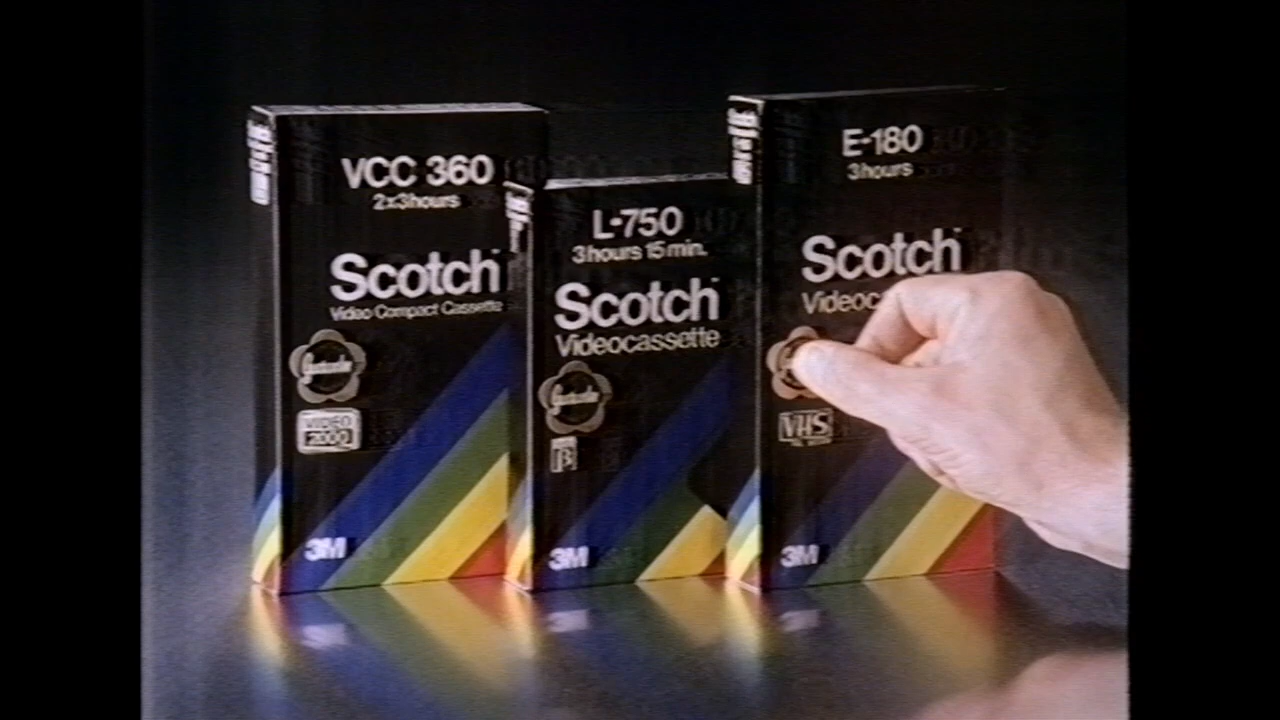 VCC 360
2x3hours
Scotch
Video Compact Cassette
VIDEO
2000
3M
L-750
3hours 15min.
Scotch
Videocassette
β
3M
E-180
3hours
Scotch
VHS
3M